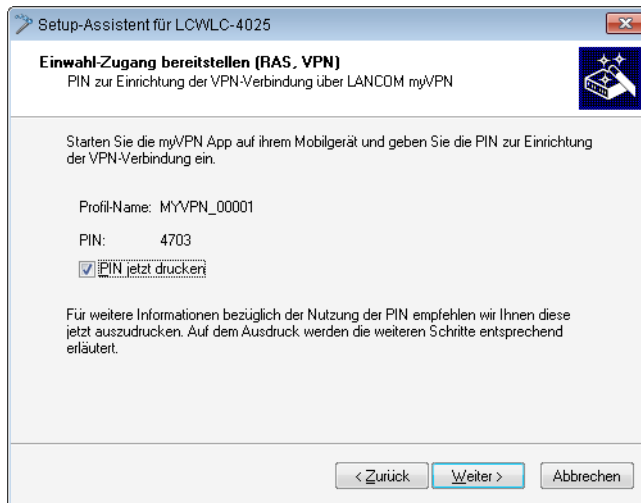 Setup-Assistent für LCWLC-4025
Einwahl-Zugang bereitstellen (RAS, VPN)
PIN zur Einrichtung der VPN-Verbindung über LANCOM myVPN
Starten Sie die myVPN App auf ihrem Mobilgerät und geben Sie die PIN zur Einrichtung
der VPN-Verbindung ein.
Profil-Name: MYVPN_00001
PIN: 4703
PIN jetzt drucken
Für weitere Informationen bezüglich der Nutzung der PIN empfehlen wir Ihnen diese
jetzt auszudrucken. Auf dem Ausdruck werden die weiteren Schritte entsprechend
erläutert.
< Zurück Weiter > Abbrechen